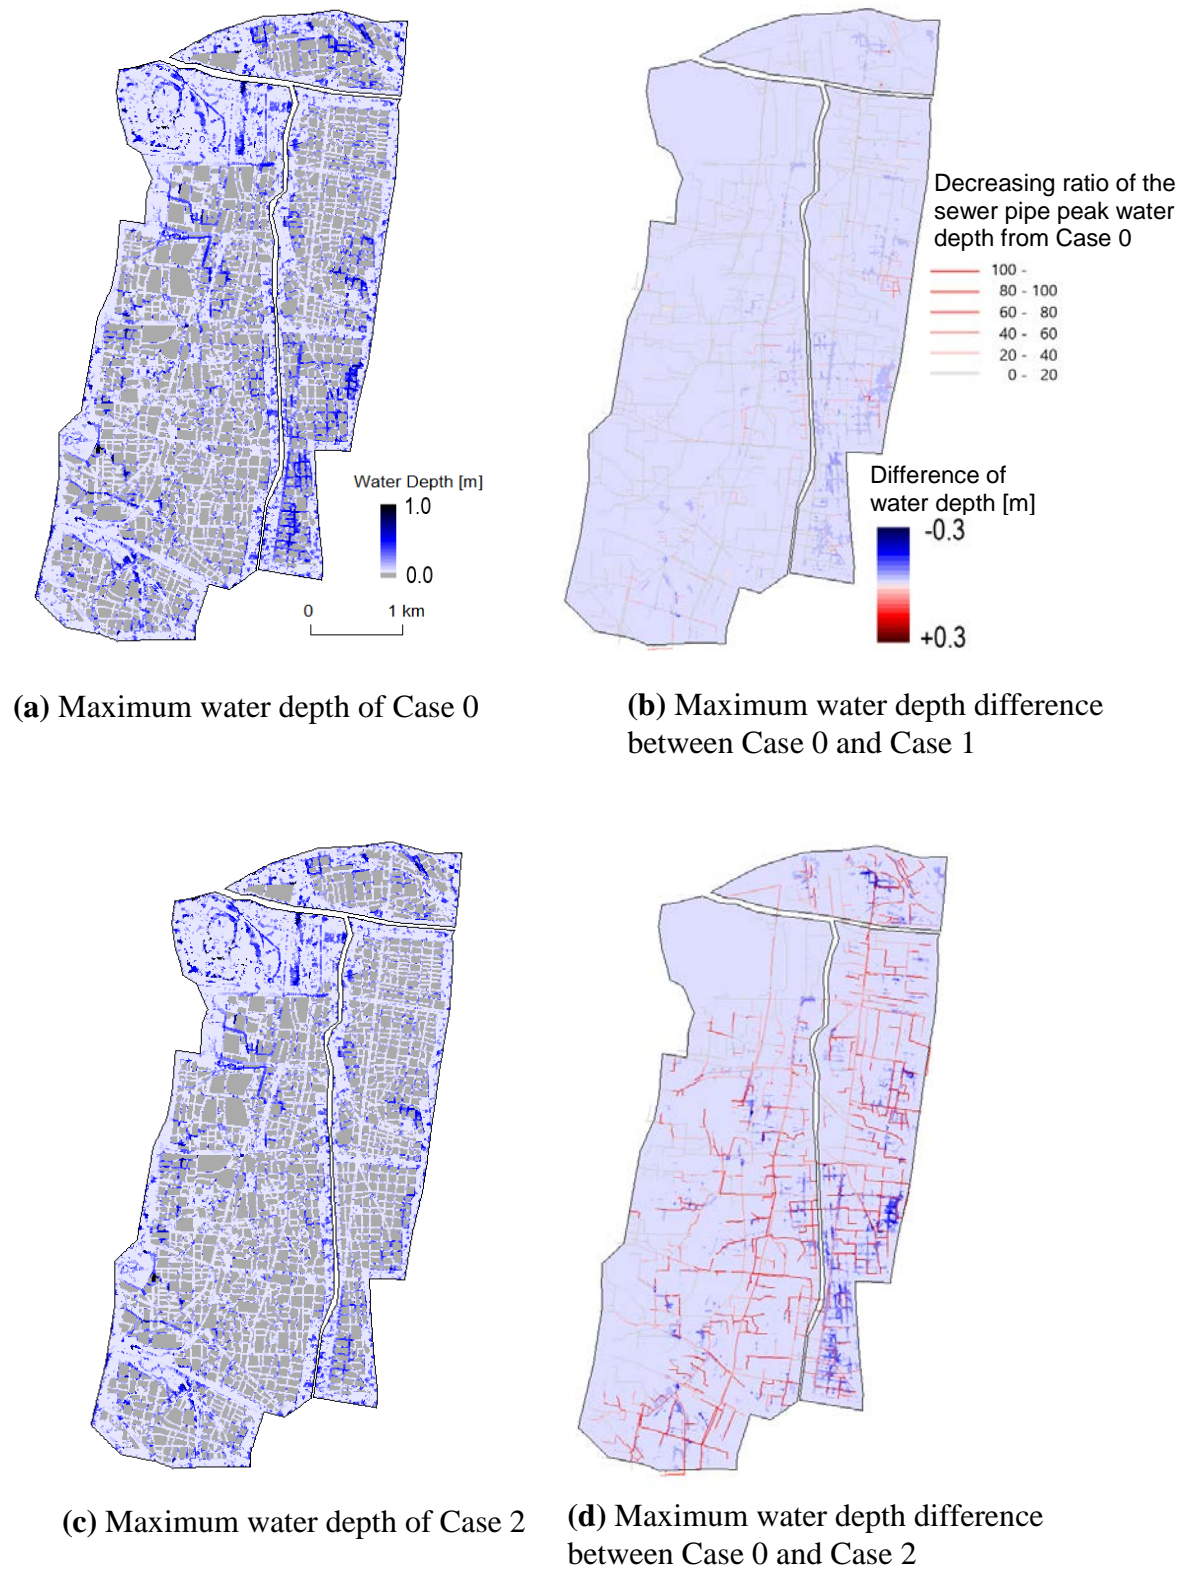 Water Depth [m]
1.0
0.0
0 1 km
Decreasing ratio of the
sewer pipe peak water
depth from Case 0
100 -
80 - 100
60 - 80
40 - 60
20 - 40
0 - 20
Difference of
water depth [m]
-0.3
+0.3
(a) Maximum water depth of Case 0
(b) Maximum water depth difference
between Case 0 and Case 1
(c) Maximum water depth of Case 2
(d) Maximum water depth difference
between Case 0 and Case 2